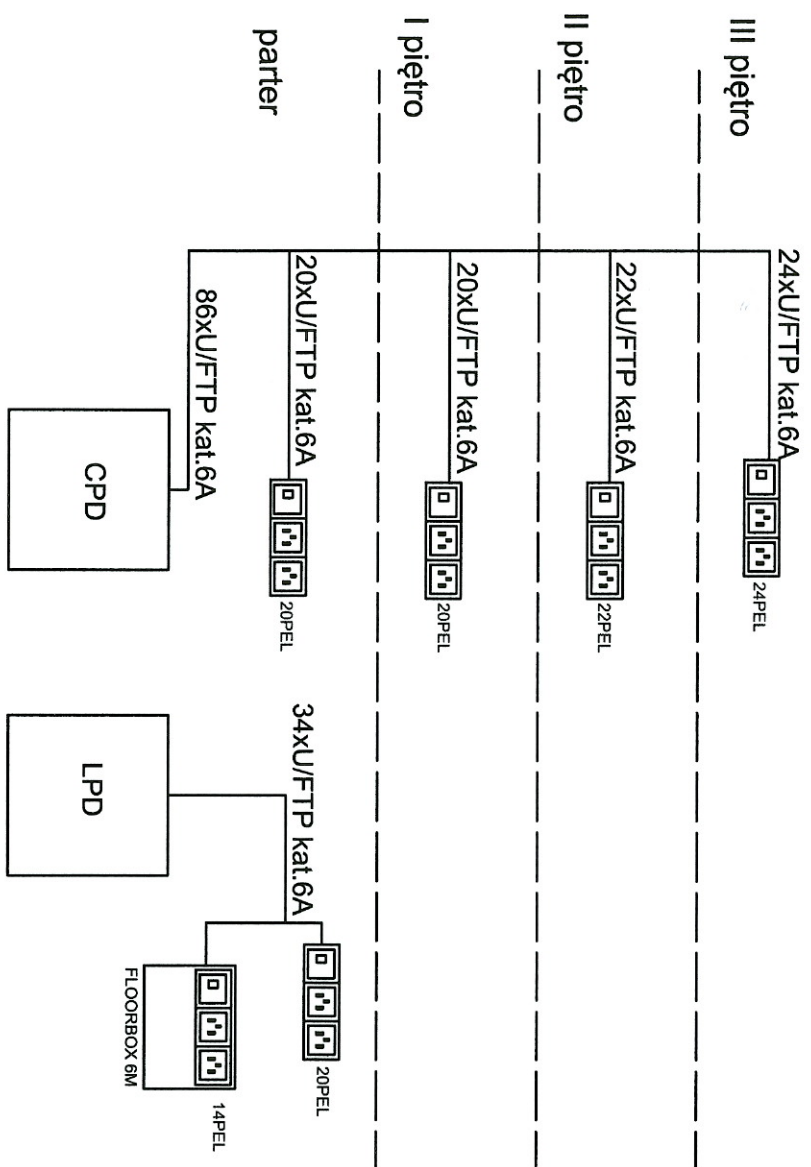 III piętro
24xU/FTP kat.6A
24PEL
II piętro
22xU/FTP kat.6A
22PEL
I piętro
20xU/FTP kat.6A
20PEL
parter
20xU/FTP kat.6A
20PEL
86xU/FTP kat.6A
CPD
34xU/FTP kat.6A
20PEL
14PEL
FLOORBOX 6M
LPD